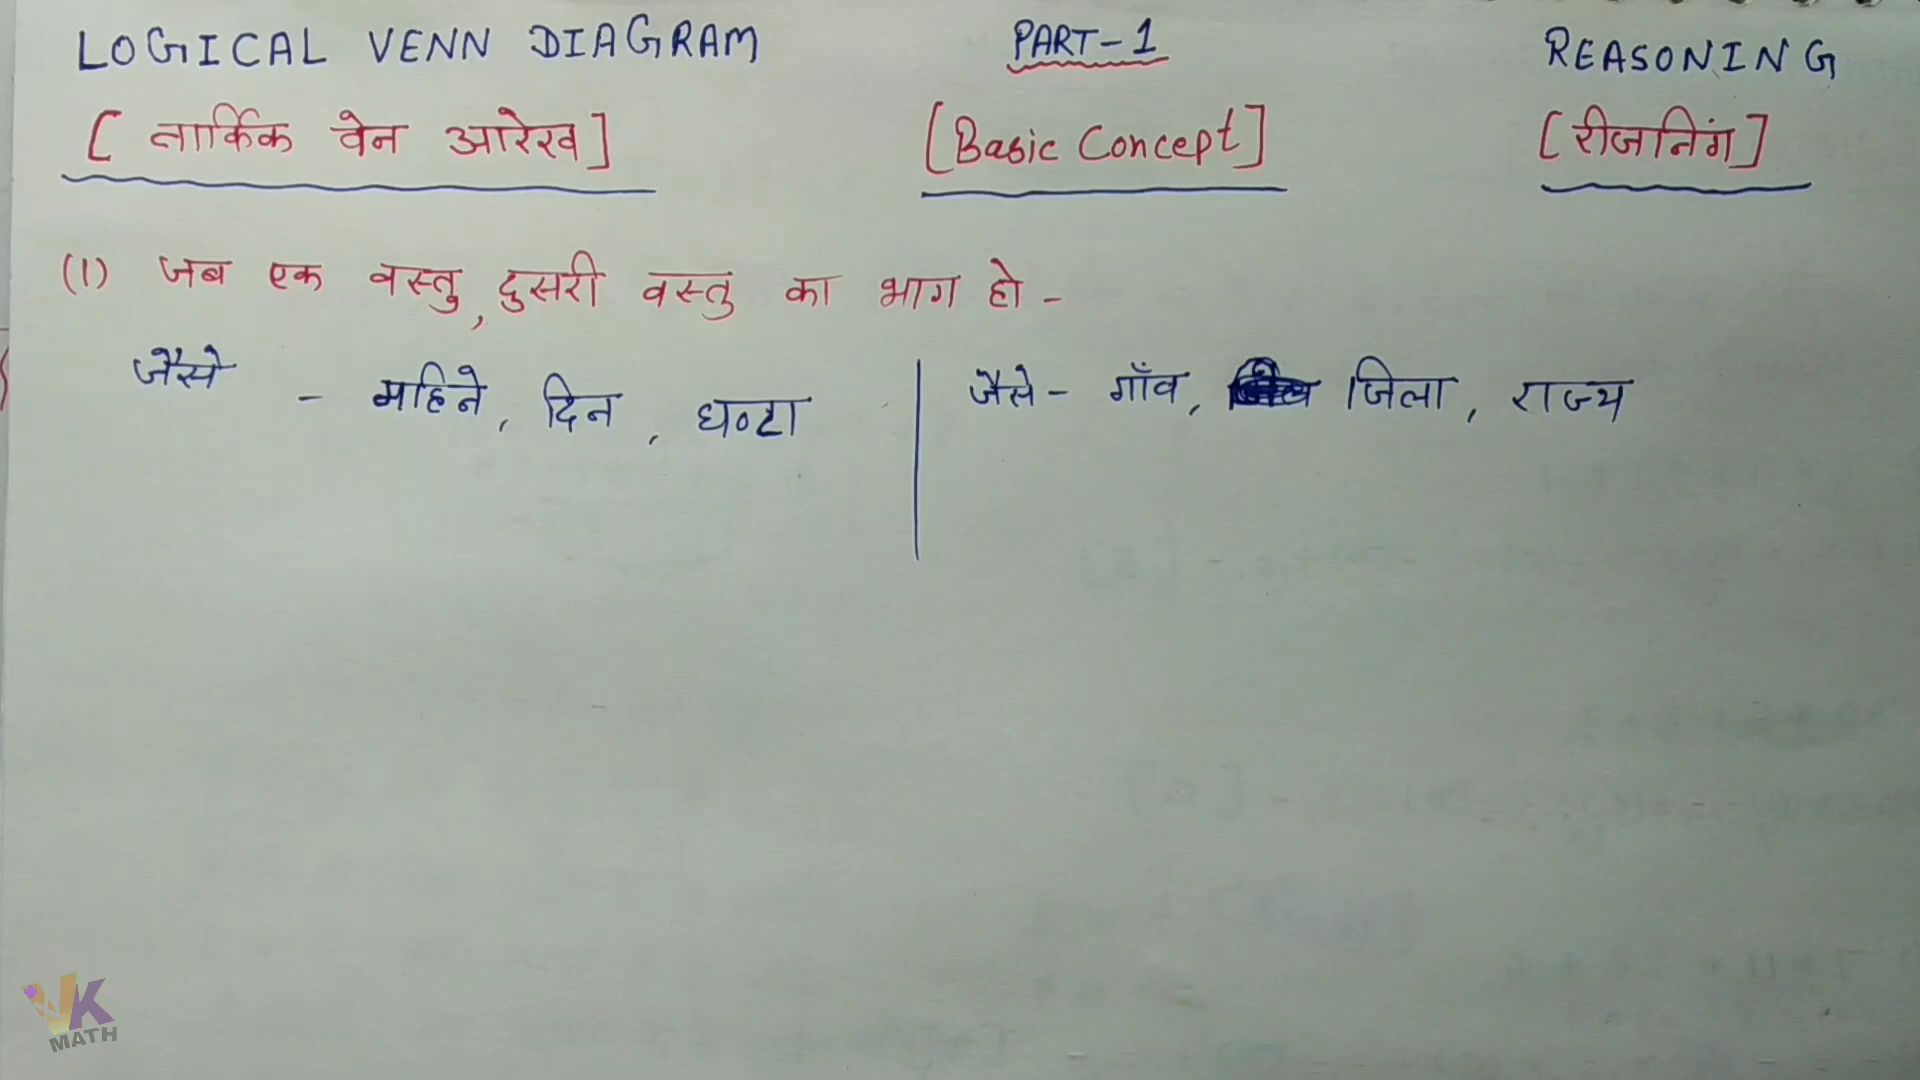 LOGICAL VENN DIAGRAM PART-1 REASONING
[तार्किक वेन आरेख] [Basic Concept] [रीजनिंग]
(1) जब एक वस्तु, दुसरी वस्तु का भाग हो -
जैसे - महिने, दिन, घण्टा
जैसे - गाँव, जिला, राज्य
VK
MATH